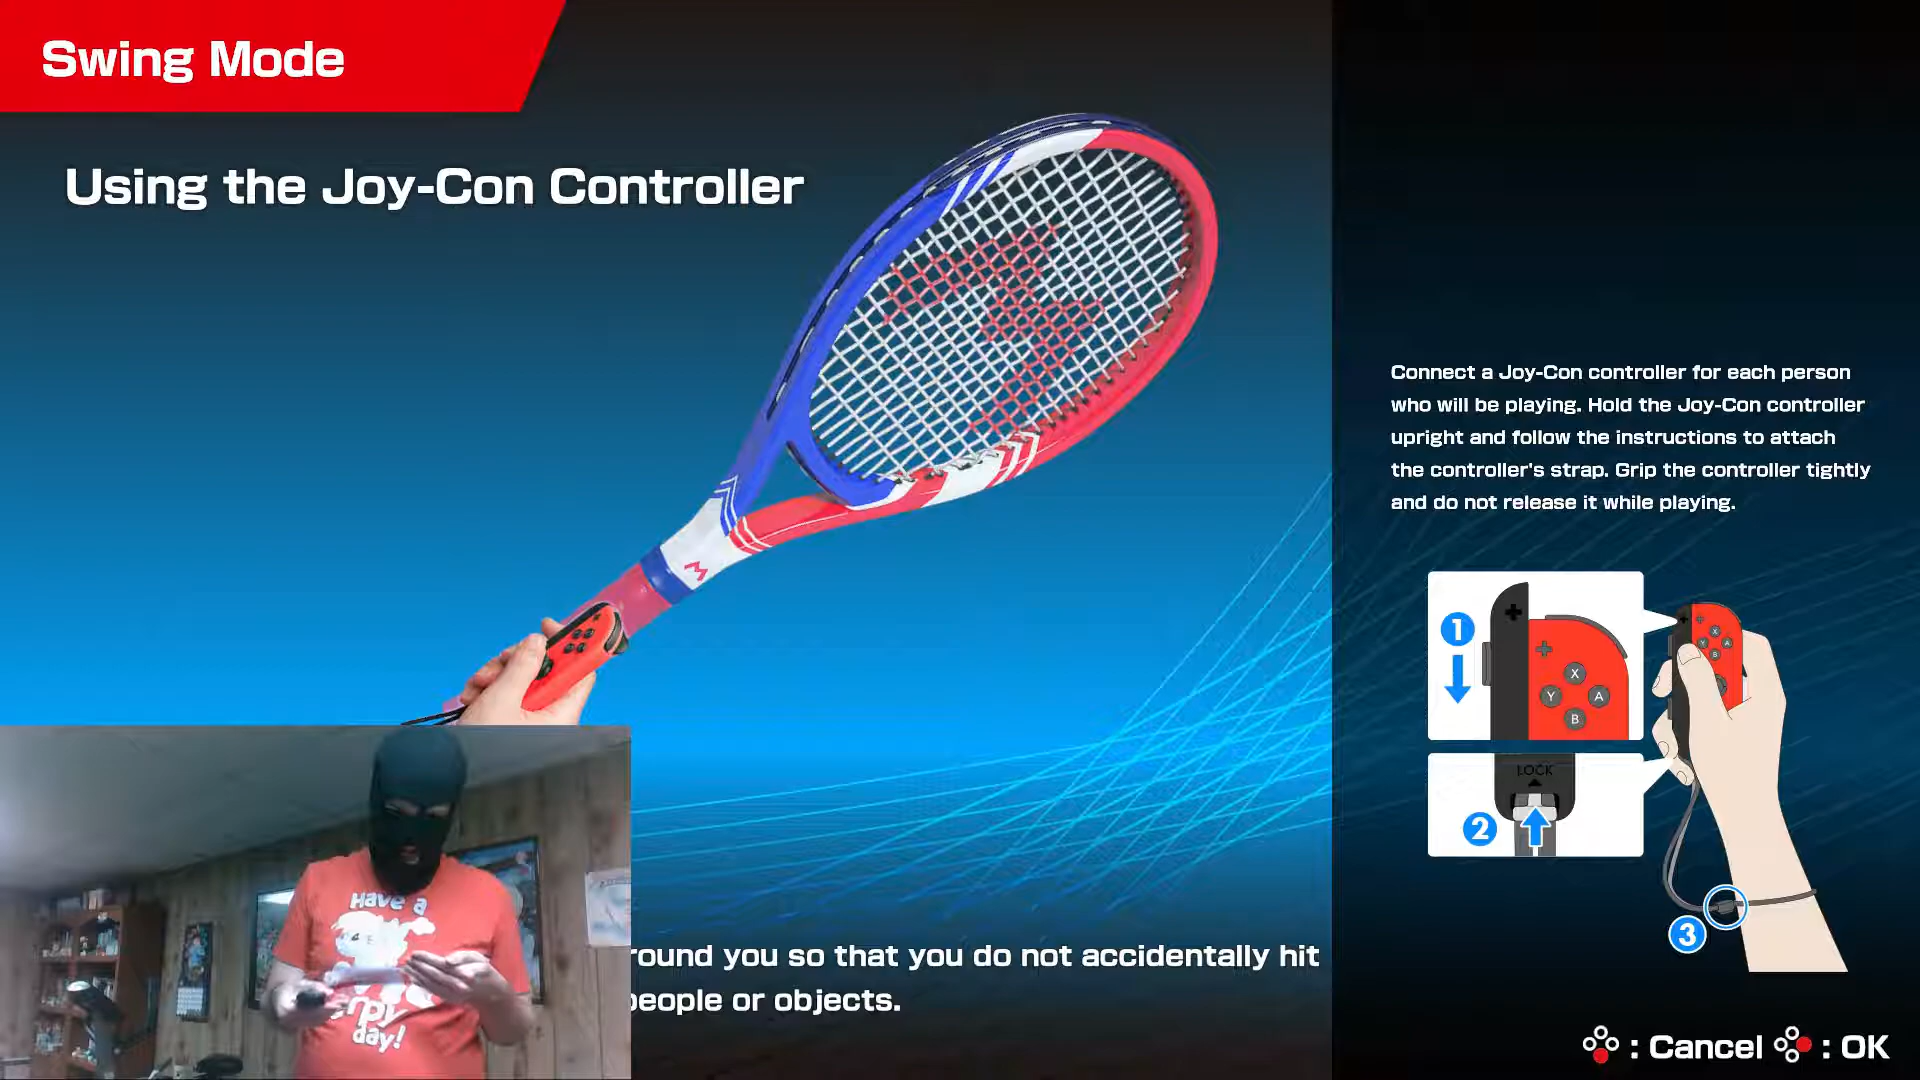 Swing Mode
Using the Joy-Con Controller
Connect a Joy-Con controller for each person
who will be playing. Hold the Joy-Con controller
upright and follow the instructions to attach
the controller's strap. Grip the controller tightly
and do not release it while playing.
1
X
Y A
B
LOCK
2
3
M
Have a
day!
round you so that you do not accidentally hit
people or objects.
: Cancel : OK